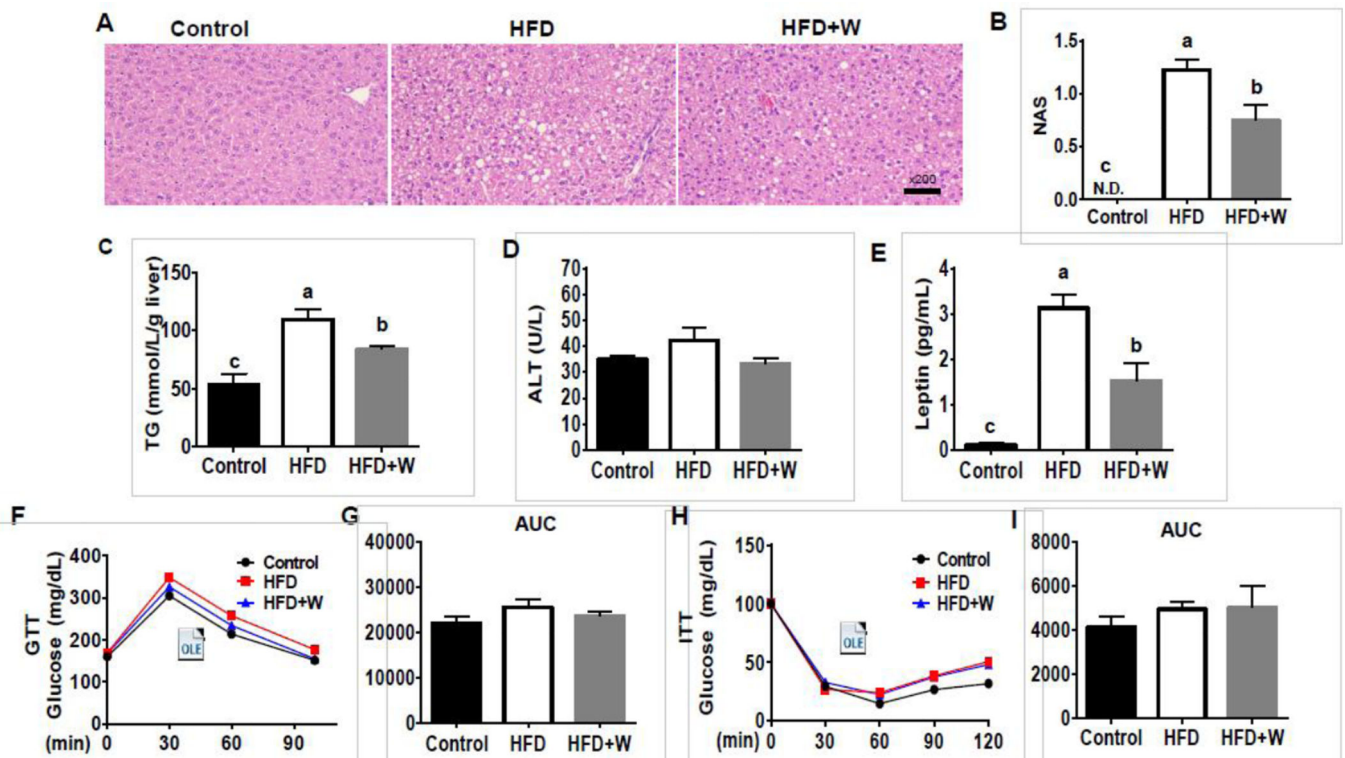 A
Control
HFD
HFD+W
x200
B
NAS
1.5
1.0
0.5
0.0
c
N.D.
a
b
Control
HFD
HFD+W
C
TG (mmol/L/g liver)
150
100
50
0
c
a
b
Control
HFD
HFD+W
D
ALT (U/L)
70
60
50
40
30
20
10
0
Control
HFD
HFD+W
E
Leptin (pg/mL)
4
3
2
1
0
c
a
b
Control
HFD
HFD+W
F
GTT
Glucose (mg/dL)
400
300
200
100
0
Control
HFD
HFD+W
OLE
(min)
0
30
60
90
G
AUC
40000
30000
20000
10000
0
Control
HFD
HFD+W
H
ITT
Glucose (mg/dL)
150
100
50
0
Control
HFD
HFD+W
OLE
(min)
0
30
60
90
120
I
AUC
8000
6000
4000
2000
0
Control
HFD
HFD+W